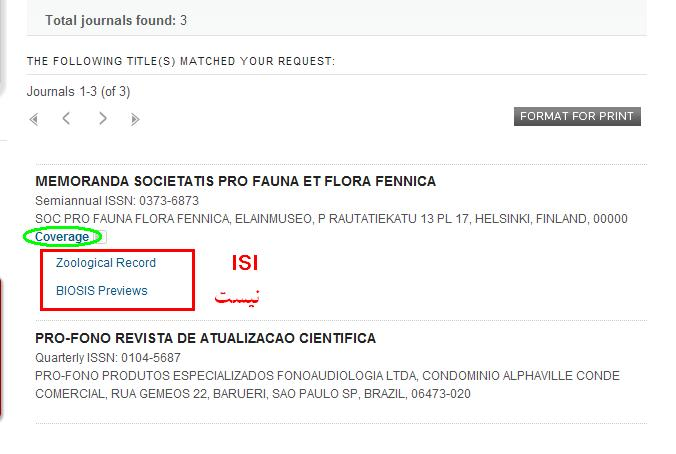 Total journals found: 3
THE FOLLOWING TITLE(S) MATCHED YOUR REQUEST:
Journals 1-3 (of 3)
FORMAT FOR PRINT
MEMORANDA SOCIETATIS PRO FAUNA ET FLORA FENNICA
Semiannual ISSN: 0373-6873
SOC PRO FAUNA FLORA FENNICA, ELAINMUSEO, P RAUTATIEKATU 13 PL 17, HELSINKI, FINLAND, 00000
Coverage
Zoological Record
ISI
BIOSIS Previews
نیست
PRO-FONO REVISTA DE ATUALIZACAO CIENTIFICA
Quarterly ISSN: 0104-5687
PRO-FONO PRODUTOS ESPECIALIZADOS FONOAUDIOLOGIA LTDA, CONDOMINIO ALPHAVILLE CONDE
COMERCIAL, RUA GEMEOS 22, BARUERI, SAO PAULO SP, BRAZIL, 06473-020